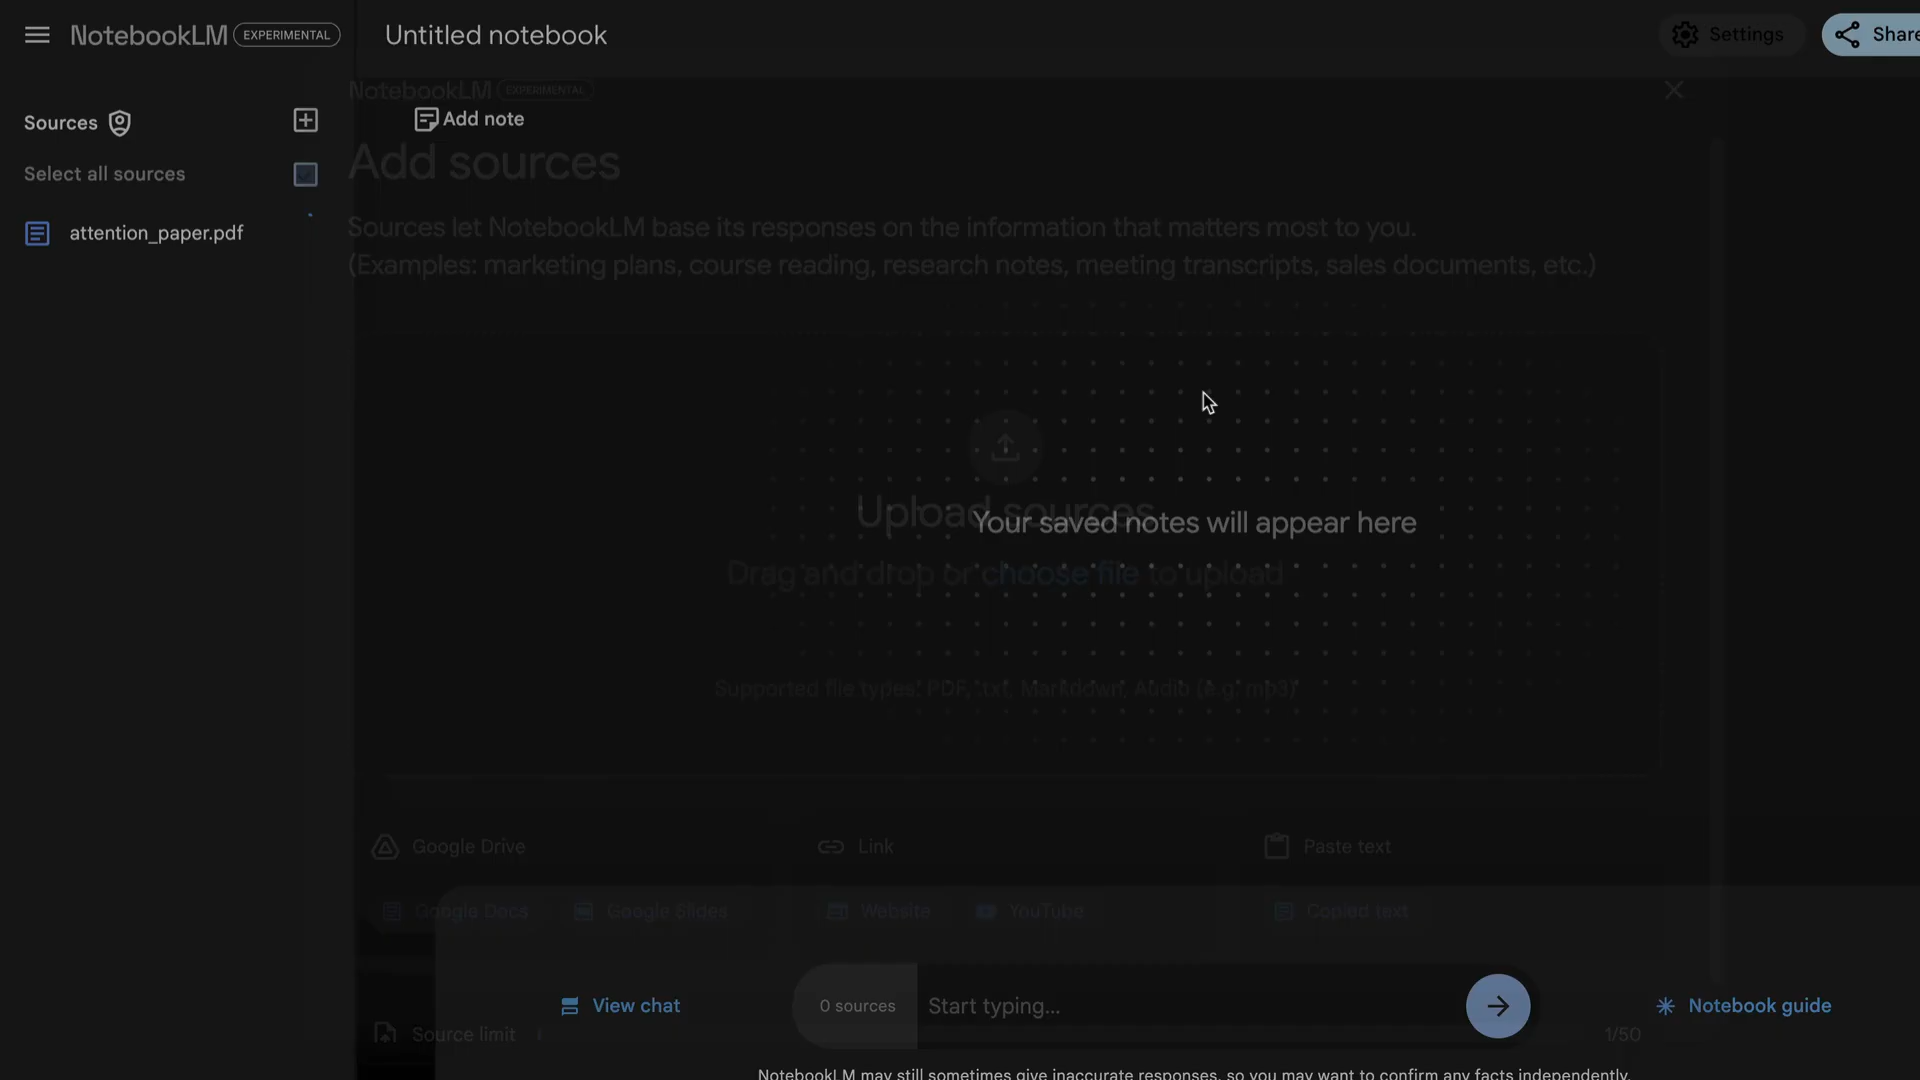 NotebookLM EXPERIMENTAL
Untitled notebook
Settings
Share
Sources
Select all sources
attention_paper.pdf
NotebookLM EXPERIMENTAL
Add note
Add sources
Sources let NotebookLM base its responses on the information that matters most to you.
(Examples: marketing plans, course reading, research notes, meeting transcripts, sales documents, etc.)
Upload sources
Your saved notes will appear here
Drag and drop or choose file to upload
Supported file types: PDF, .txt, Markdown, Audio (e.g. mp3)
Google Drive
Link
Paste text
Google Docs
Google Slides
Website
YouTube
Copied text
View chat
0 sources
Start typing...
Notebook guide
Source limit
1/50
NotebookLM may still sometimes give inaccurate responses, so you may want to confirm any facts independently.